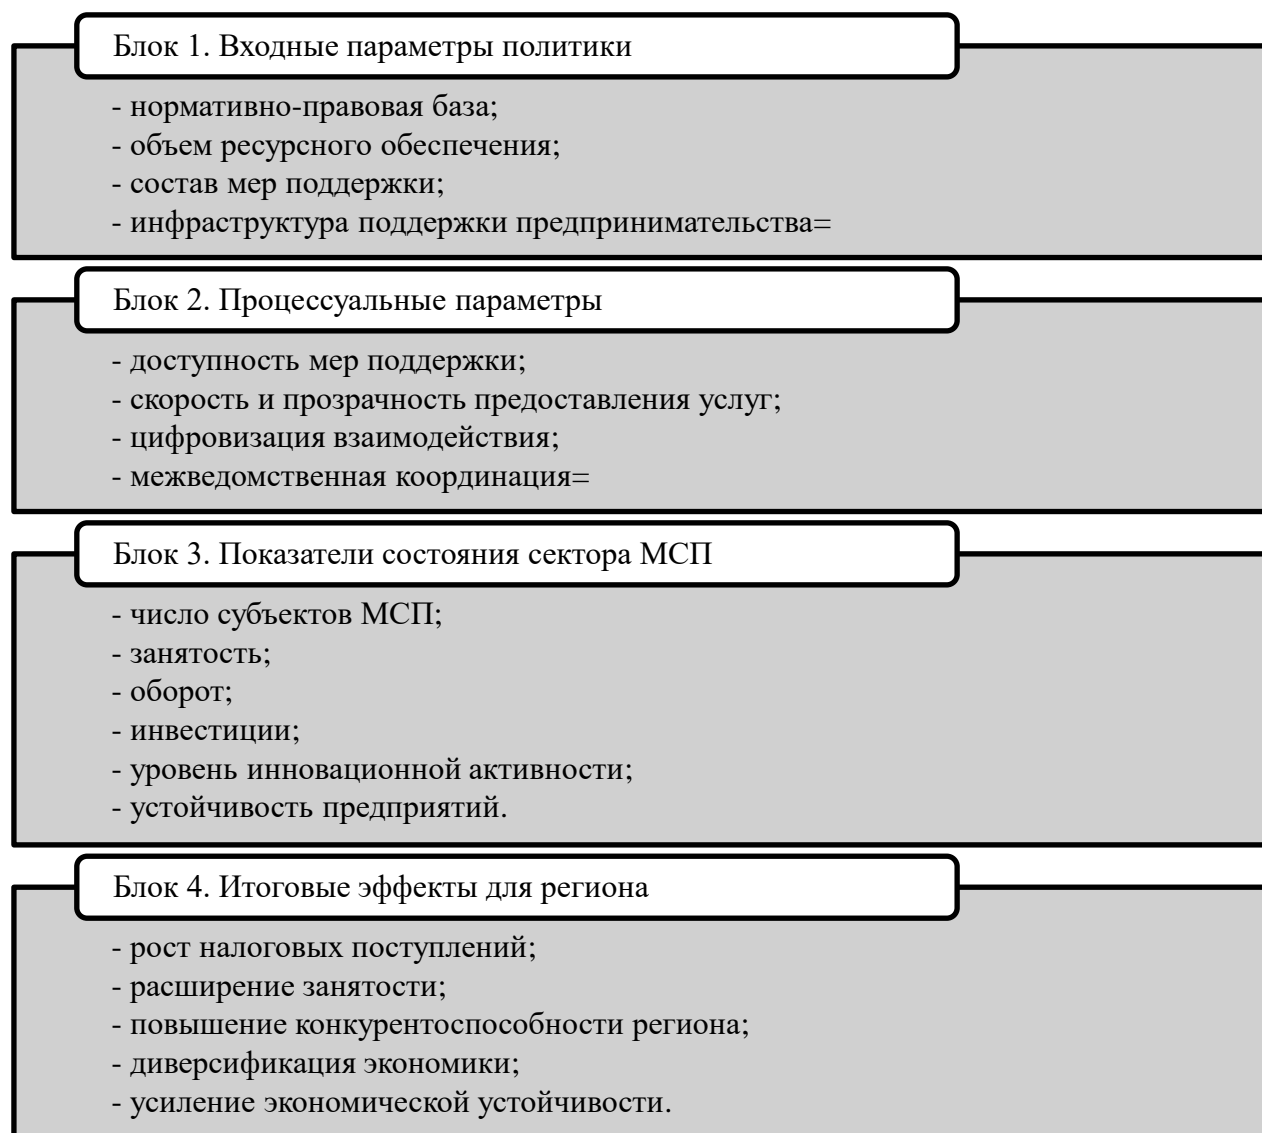 Блок 1. Входные параметры политики
- нормативно-правовая база;
- объем ресурсного обеспечения;
- состав мер поддержки;
- инфраструктура поддержки предпринимательства=
Блок 2. Процессуальные параметры
- доступность мер поддержки;
- скорость и прозрачность предоставления услуг;
- цифровизация взаимодействия;
- межведомственная координация=
Блок 3. Показатели состояния сектора МСП
- число субъектов МСП;
- занятость;
- оборот;
- инвестиции;
- уровень инновационной активности;
- устойчивость предприятий.
Блок 4. Итоговые эффекты для региона
- рост налоговых поступлений;
- расширение занятости;
- повышение конкурентоспособности региона;
- диверсификация экономики;
- усиление экономической устойчивости.